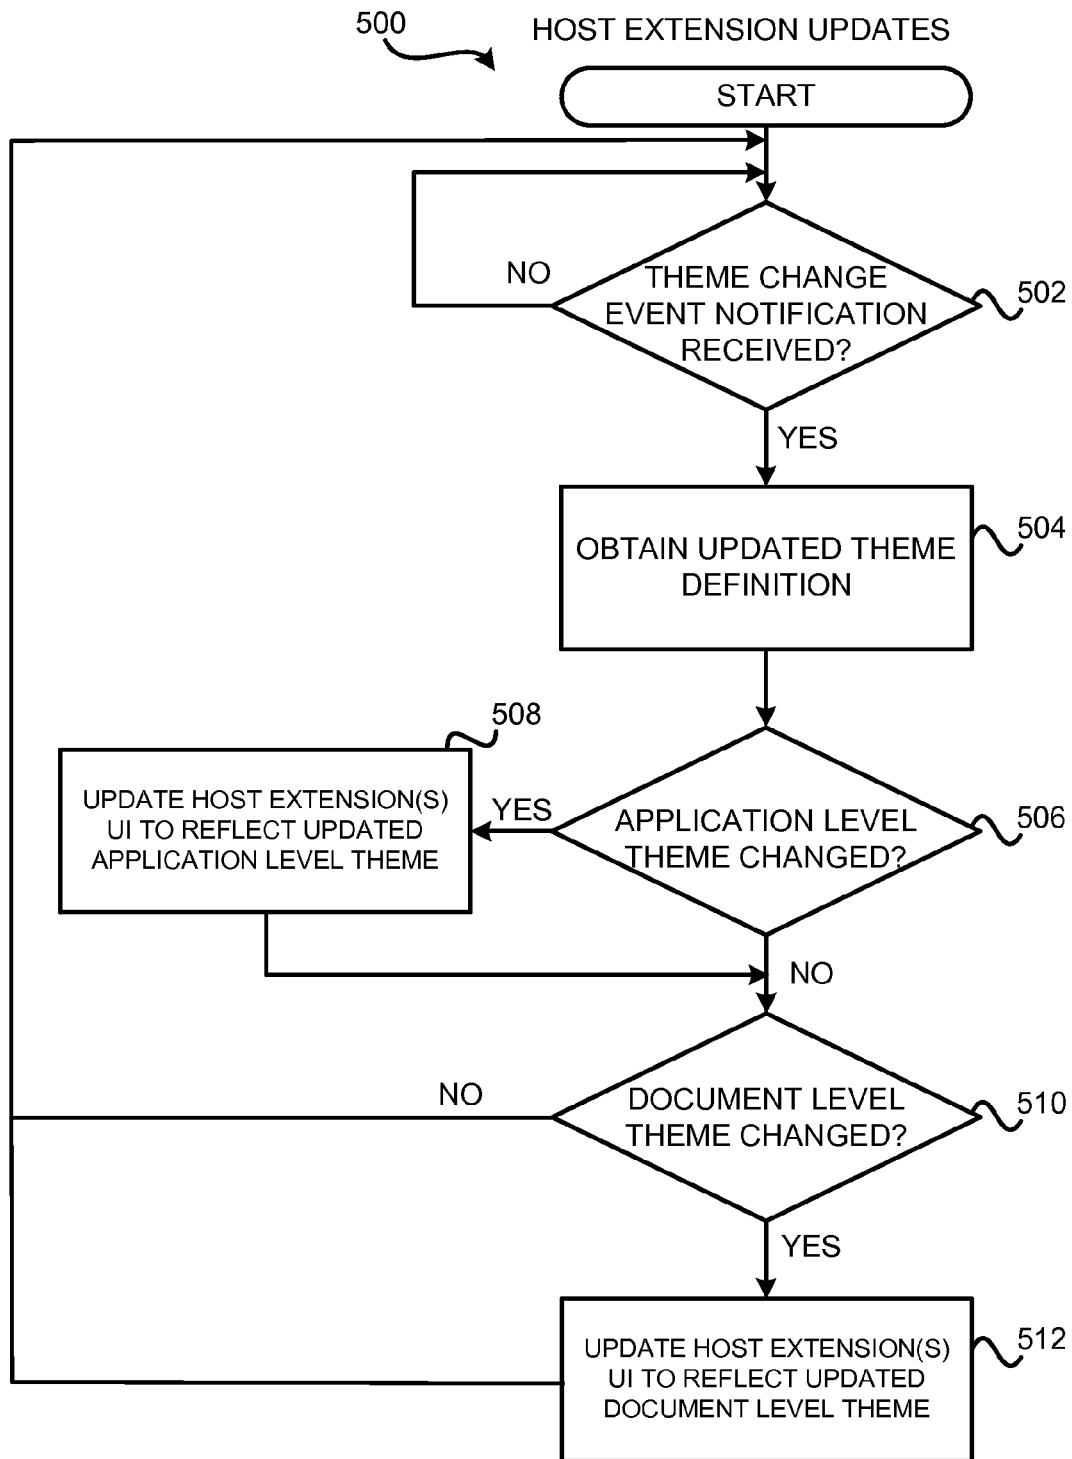 500
HOST EXTENSION UPDATES
START
NO
THEME CHANGE
EVENT NOTIFICATION
RECEIVED?
502
YES
OBTAIN UPDATED THEME
DEFINITION
504
508
UPDATE HOST EXTENSION(S)
UI TO REFLECT UPDATED
APPLICATION LEVEL THEME
YES
APPLICATION LEVEL
THEME CHANGED?
506
NO
NO
DOCUMENT LEVEL
THEME CHANGED?
510
YES
UPDATE HOST EXTENSION(S)
UI TO REFLECT UPDATED
DOCUMENT LEVEL THEME
512